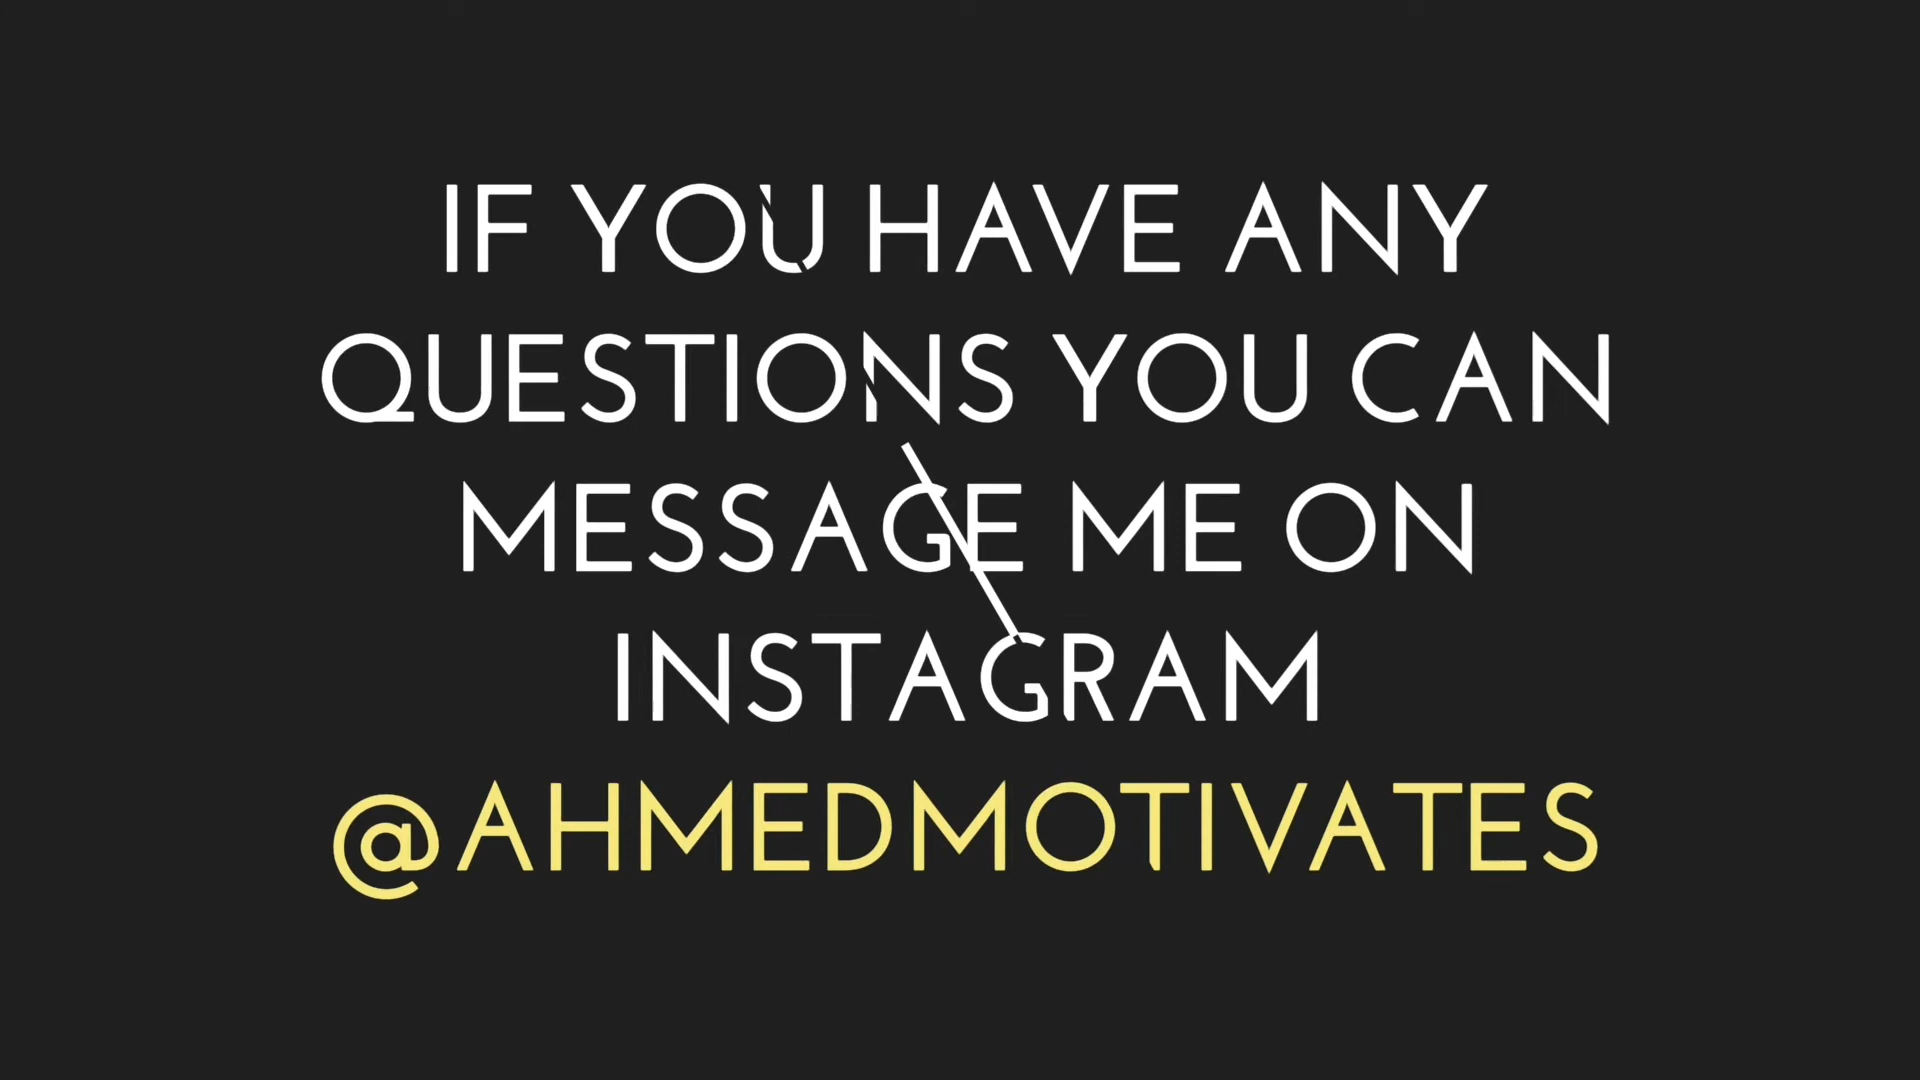 IF YOU HAVE ANY
QUESTIONS YOU CAN
MESSAGE ME ON
INSTAGRAM
@AHMEDMOTIVATES